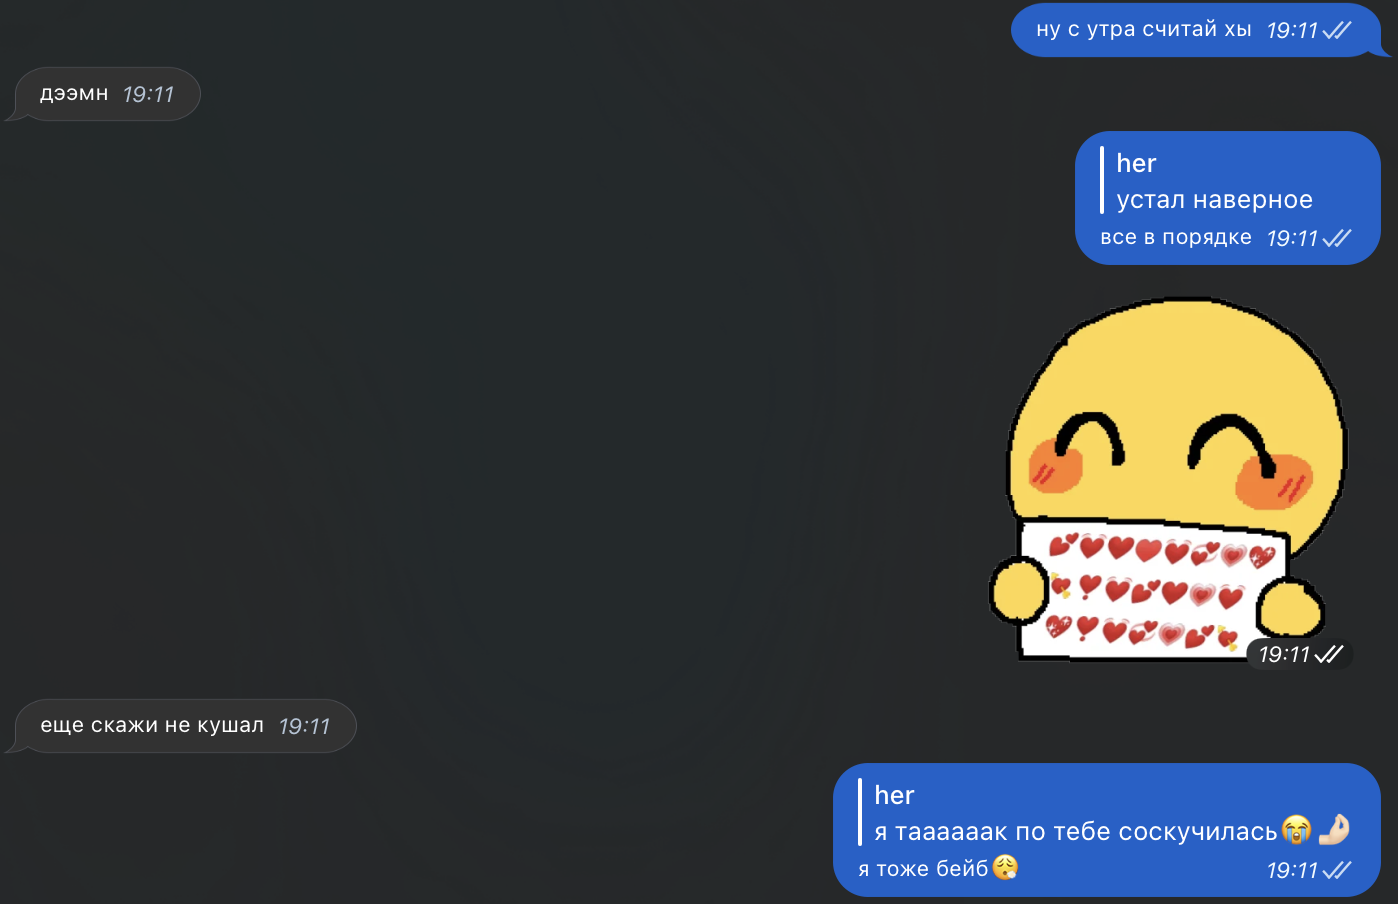 ну с утра считай хы 19:11
дээмн 19:11
her
устал наверное
все в порядке 19:11
19:11
еще скажи не кушал 19:11
her
я таааааак по тебе соскучилась😭🤌🏻
я тоже бейб😮‍💨 19:11